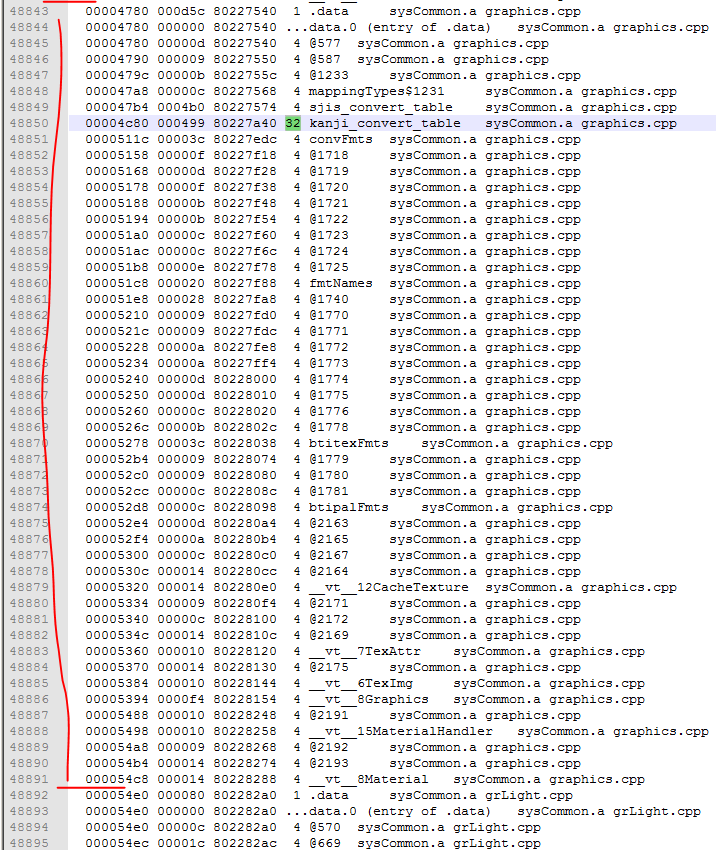 48843 00004780 000d5c 80227540 1 .data sysCommon.a graphics.cpp
48844 00004780 000000 80227540 ...data.0 (entry of .data) sysCommon.a graphics.cpp
48845 00004780 00000d 80227540 4 @577 sysCommon.a graphics.cpp
48846 00004790 000009 80227550 4 @587 sysCommon.a graphics.cpp
48847 0000479c 00000b 8022755c 4 @1233 sysCommon.a graphics.cpp
48848 000047a8 00000c 80227568 4 mappingTypes$1231 sysCommon.a graphics.cpp
48849 000047b4 0004b0 80227574 4 sjis_convert_table sysCommon.a graphics.cpp
48850 00004c80 000499 80227a40 32 kanji_convert_table sysCommon.a graphics.cpp
48851 0000511c 00003c 80227edc 4 convFmts sysCommon.a graphics.cpp
48852 00005158 00000f 80227f18 4 @1718 sysCommon.a graphics.cpp
48853 00005168 00000d 80227f28 4 @1719 sysCommon.a graphics.cpp
48854 00005178 00000f 80227f38 4 @1720 sysCommon.a graphics.cpp
48855 00005188 00000b 80227f48 4 @1721 sysCommon.a graphics.cpp
48856 00005194 00000b 80227f54 4 @1722 sysCommon.a graphics.cpp
48857 000051a0 00000c 80227f60 4 @1723 sysCommon.a graphics.cpp
48858 000051ac 00000c 80227f6c 4 @1724 sysCommon.a graphics.cpp
48859 000051b8 00000e 80227f78 4 @1725 sysCommon.a graphics.cpp
48860 000051c8 000020 80227f88 4 fmtNames sysCommon.a graphics.cpp
48861 000051e8 000028 80227fa8 4 @1740 sysCommon.a graphics.cpp
48862 00005210 000009 80227fd0 4 @1770 sysCommon.a graphics.cpp
48863 0000521c 000009 80227fdc 4 @1771 sysCommon.a graphics.cpp
48864 00005228 00000a 80227fe8 4 @1772 sysCommon.a graphics.cpp
48865 00005234 00000a 80227ff4 4 @1773 sysCommon.a graphics.cpp
48866 00005240 00000d 80228000 4 @1774 sysCommon.a graphics.cpp
48867 00005250 00000d 80228010 4 @1775 sysCommon.a graphics.cpp
48868 00005260 00000c 80228020 4 @1776 sysCommon.a graphics.cpp
48869 0000526c 00000b 8022802c 4 @1778 sysCommon.a graphics.cpp
48870 00005278 00003c 80228038 4 btitexFmts sysCommon.a graphics.cpp
48871 000052b4 000009 80228074 4 @1779 sysCommon.a graphics.cpp
48872 000052c0 000009 80228080 4 @1780 sysCommon.a graphics.cpp
48873 000052cc 00000c 8022808c 4 @1781 sysCommon.a graphics.cpp
48874 000052d8 00000c 80228098 4 btipalFmts sysCommon.a graphics.cpp
48875 000052e4 00000d 802280a4 4 @2163 sysCommon.a graphics.cpp
48876 000052f4 00000a 802280b4 4 @2165 sysCommon.a graphics.cpp
48877 00005300 00000c 802280c0 4 @2167 sysCommon.a graphics.cpp
48878 0000530c 000014 802280cc 4 @2164 sysCommon.a graphics.cpp
48879 00005320 000014 802280e0 4 __vt__12CacheTexture sysCommon.a graphics.cpp
48880 00005334 000009 802280f4 4 @2171 sysCommon.a graphics.cpp
48881 00005340 00000c 80228100 4 @2172 sysCommon.a graphics.cpp
48882 0000534c 000014 8022810c 4 @2169 sysCommon.a graphics.cpp
48883 00005360 000010 80228120 4 __vt__7TexAttr sysCommon.a graphics.cpp
48884 00005370 000014 80228130 4 @2175 sysCommon.a graphics.cpp
48885 00005384 000010 80228144 4 __vt__6TexImg sysCommon.a graphics.cpp
48886 00005394 0000f4 80228154 4 __vt__8Graphics sysCommon.a graphics.cpp
48887 00005488 000010 80228248 4 @2191 sysCommon.a graphics.cpp
48888 00005498 000010 80228258 4 __vt__15MaterialHandler sysCommon.a graphics.cpp
48889 000054a8 000009 80228268 4 @2192 sysCommon.a graphics.cpp
48890 000054b4 000014 80228274 4 @2193 sysCommon.a graphics.cpp
48891 000054c8 000014 80228288 4 __vt__8Material sysCommon.a graphics.cpp
48892 000054e0 000080 802282a0 1 .data sysCommon.a grLight.cpp
48893 000054e0 000000 802282a0 ...data.0 (entry of .data) sysCommon.a grLight.cpp
48894 000054e0 00000c 802282a0 4 @570 sysCommon.a grLight.cpp
48895 000054ec 00001c 802282ac 4 @669 sysCommon.a grLight.cpp